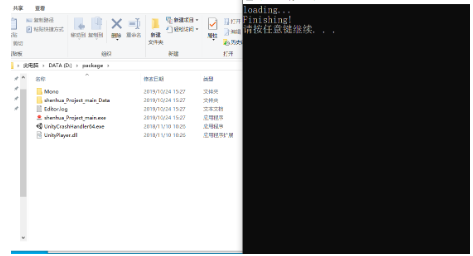 共享 查看
复制路径
粘贴快捷方式
移动到 复制到 删除 重命名
新建
文件夹
新建项目
轻松访问
属性
打开
历史
组织
新建
打开
此电脑 > DATA (D:) > package >
名称 修改日期 类型
Mono 2019/10/24 15:27 文件夹
shenhua_Project_main_Data 2019/10/24 15:27 文件夹
Editor.log 2019/10/24 15:27 文本文档
shenhua_Project_main.exe 2019/10/24 15:27 应用程序
UnityCrashHandler64.exe 2018/11/10 18:25 应用程序
UnityPlayer.dll 2018/11/10 18:26 应用程序扩展
loading...
Finishing!
请按任意键继续. . .